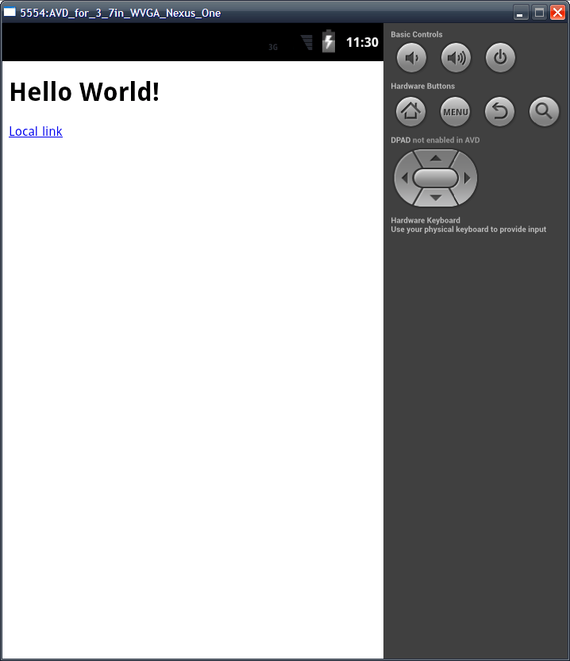 5554:AVD_for_3_7in_WVGA_Nexus_One
3G
11:30
Hello World!
Local link
Basic Controls
Hardware Buttons
MENU
DPAD not enabled in AVD
Hardware Keyboard
Use your physical keyboard to provide input